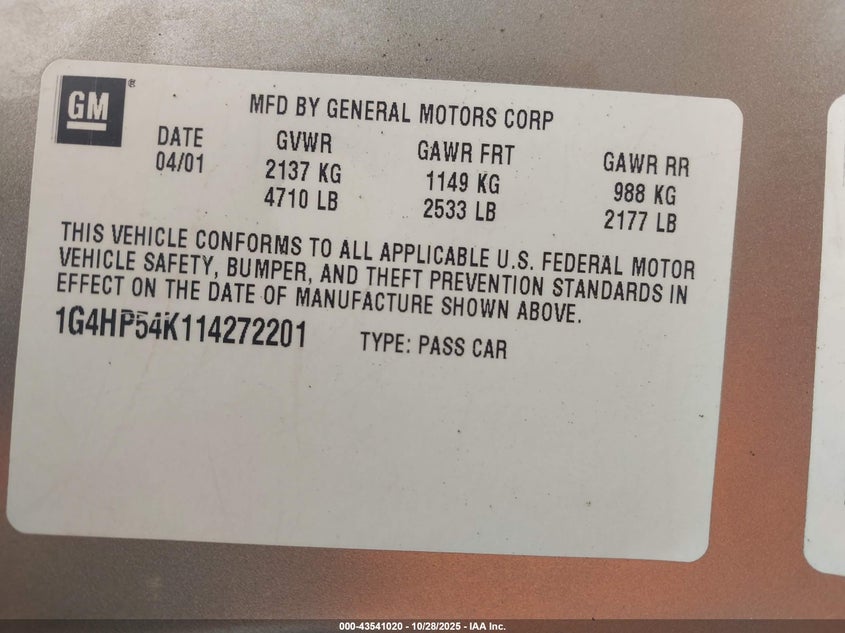 GM®
MFD BY GENERAL MOTORS CORP
DATE GVWR GAWR FRT GAWR RR
04/01 2137 KG 1149 KG 988 KG
4710 LB 2533 LB 2177 LB
THIS VEHICLE CONFORMS TO ALL APPLICABLE U.S. FEDERAL MOTOR
VEHICLE SAFETY, BUMPER, AND THEFT PREVENTION STANDARDS IN
EFFECT ON THE DATE OF MANUFACTURE SHOWN ABOVE.
1G4HP54K114272201 TYPE: PASS CAR
000-43541020 - 10/28/2025 - IAA Inc.